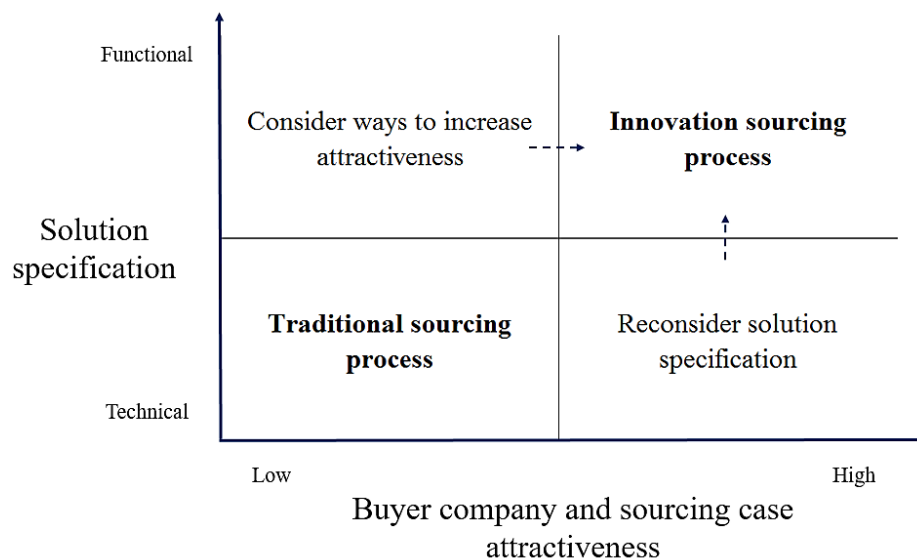 Functional
Consider ways to increase
attractiveness
Innovation sourcing
process
Solution
specification
Traditional sourcing
process
Reconsider solution
specification
Technical
Low
High
Buyer company and sourcing case
attractiveness